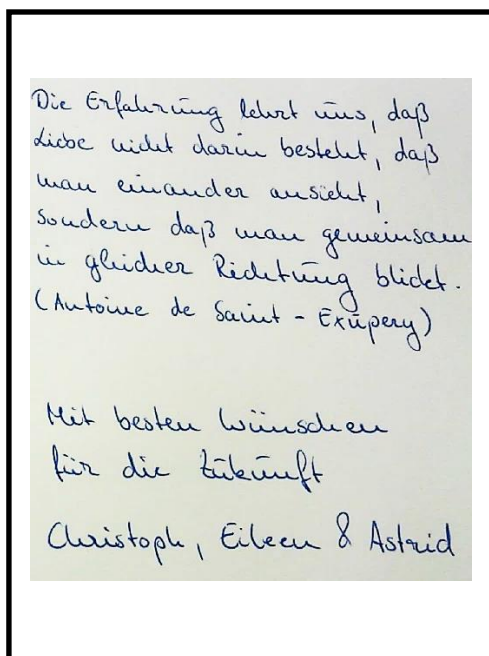 Die Erfahrung lehrt uns, daß
Liebe nicht darin besteht, daß
man einander ansieht,
sondern daß man gemeinsam
in gleicher Richtung blickt.
(Antoine de Saint - Exupery)
Mit besten Wünschen
für die Zukunft
Christoph, Eileen & Astrid